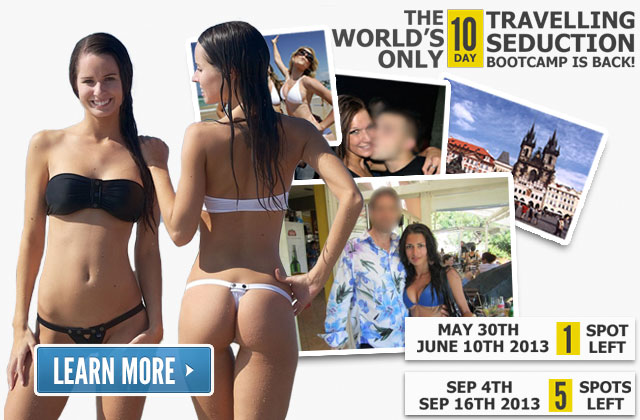 THE
WORLD'S
ONLY
10
DAY
TRAVELLING
SEDUCTION
BOOTCAMP IS BACK!
MAY 30TH
JUNE 10TH 2013
1
SPOT
LEFT
SEP 4TH
SEP 16TH 2013
5
SPOTS
LEFT
LEARN MORE